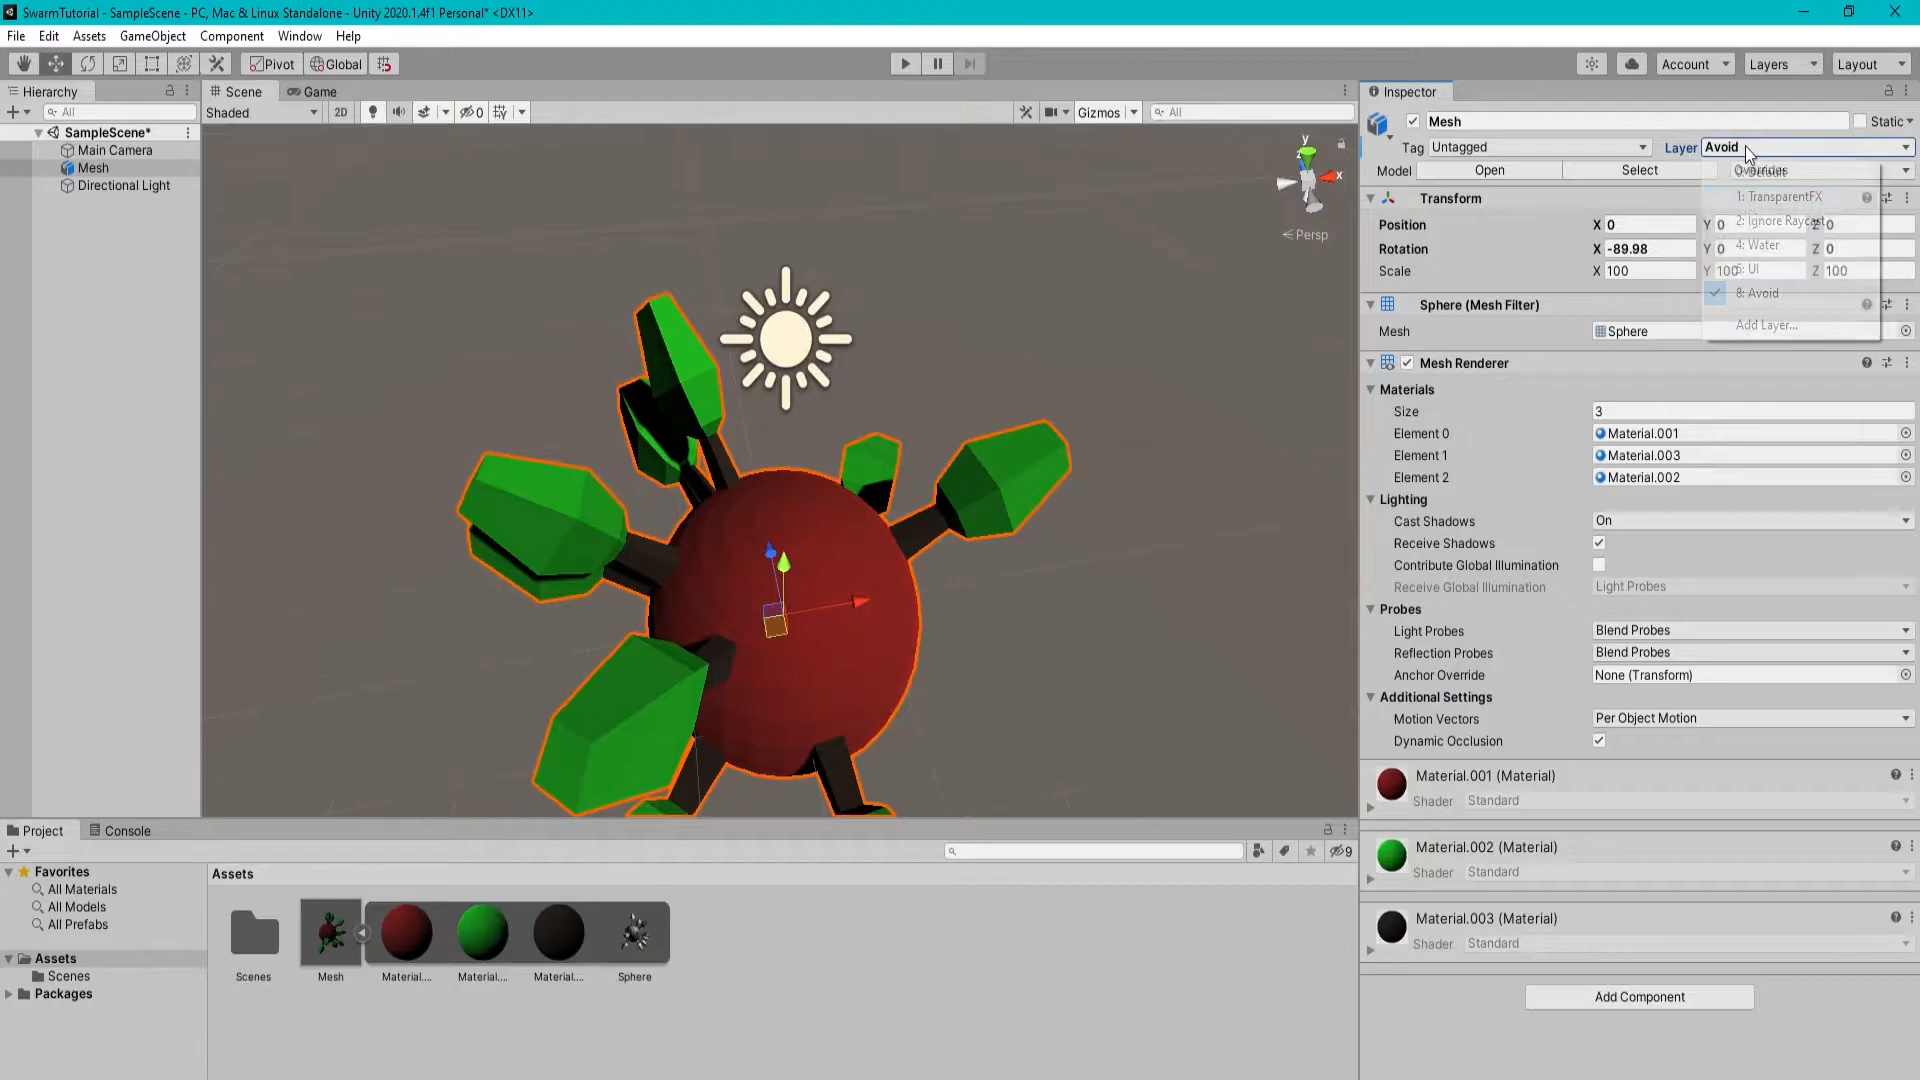 SwarmTutorial - SampleScene - PC, Mac & Linux Standalone - Unity 2020.1.4f1 Personal* <DX11>
File Edit Assets GameObject Component Window Help
Pivot Global Account Layers Layout
Hierarchy
All
SampleScene*
Main Camera
Mesh
Directional Light
Scene Game
Shaded 2D 0 Gizmos All
y
z
x
Persp
Inspector
Mesh Static
Tag Untagged Layer Avoid
Model Open Select Overrides
0: Default
1: TransparentFX
2: Ignore Raycast
4: Water
5: UI
8: Avoid
Add Layer...
Transform
Position X 0 Y 0 Z 0
Rotation X -89.98 Y 0 Z 0
Scale X 100 Y 100 Z 100
Sphere (Mesh Filter)
Mesh Sphere
Mesh Renderer
Materials
Size 3
Element 0 Material.001
Element 1 Material.003
Element 2 Material.002
Lighting
Cast Shadows On
Receive Shadows
Contribute Global Illumination
Receive Global Illumination Light Probes
Probes
Light Probes Blend Probes
Reflection Probes Blend Probes
Anchor Override None (Transform)
Additional Settings
Motion Vectors Per Object Motion
Dynamic Occlusion
Material.001 (Material)
Shader Standard
Material.002 (Material)
Shader Standard
Material.003 (Material)
Shader Standard
Add Component
Project Console
9
Favorites
All Materials
All Models
All Prefabs
Assets
Scenes
Packages
Assets
Scenes Mesh Material.... Material.... Material.... Sphere